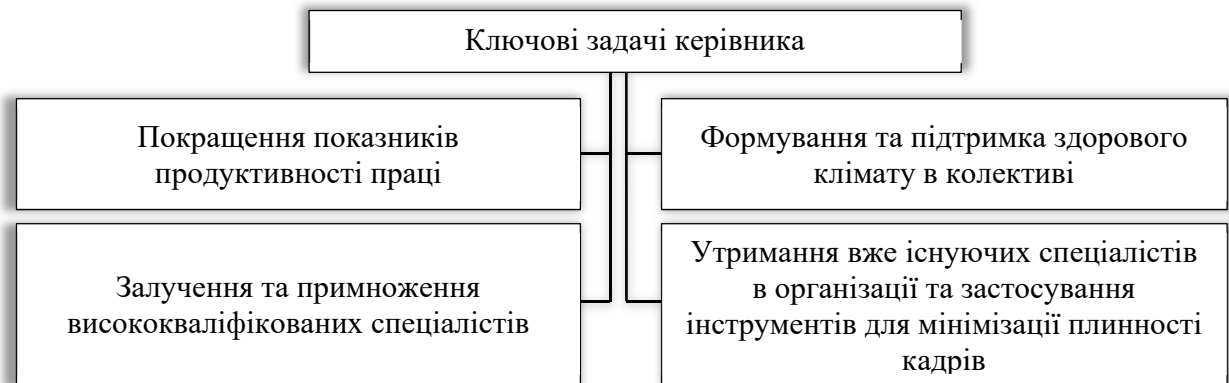 Ключові задачі керівника
Покращення показників
продуктивності праці
Формування та підтримка здорового
клімату в колективі
Залучення та примноження
висококваліфікованих спеціалістів
Утримання вже існуючих спеціалістів
в організації та застосування
інструментів для мінімізації плинності
кадрів